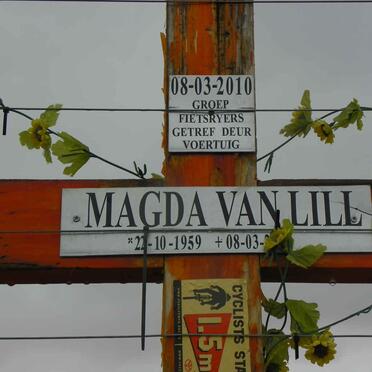 08-03-2010
GROEP
FIETSRYERS
GETREF DEUR
VOERTUIG
MAGDA VAN LILL
*22-10-1959 +08-03-
CYCLISTS
1.5m